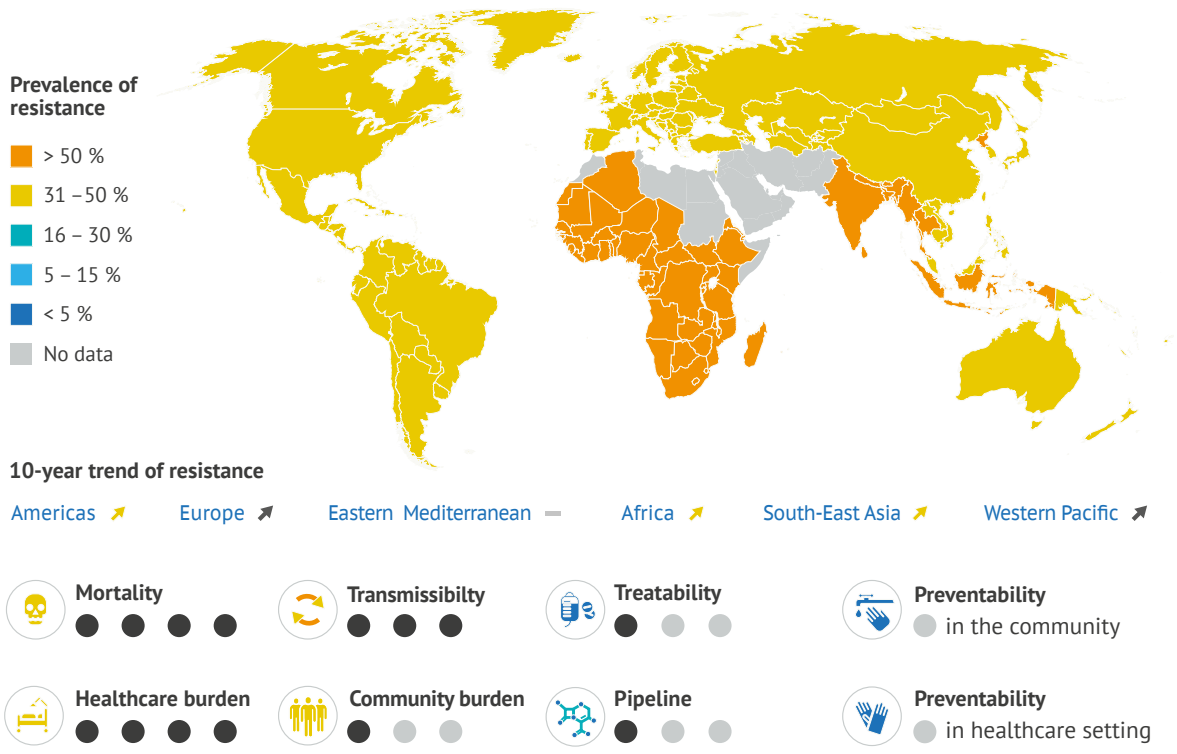 Prevalence of
resistance
> 50 %
31 –50 %
16 – 30 %
5 – 15 %
< 5 %
No data
10-year trend of resistance
Americas
Europe
Eastern Mediterranean
Africa
South-East Asia
Western Pacific
Mortality
Transmissibilty
Treatability
Preventability
in the community
Healthcare burden
Community burden
Pipeline
Preventability
in healthcare setting